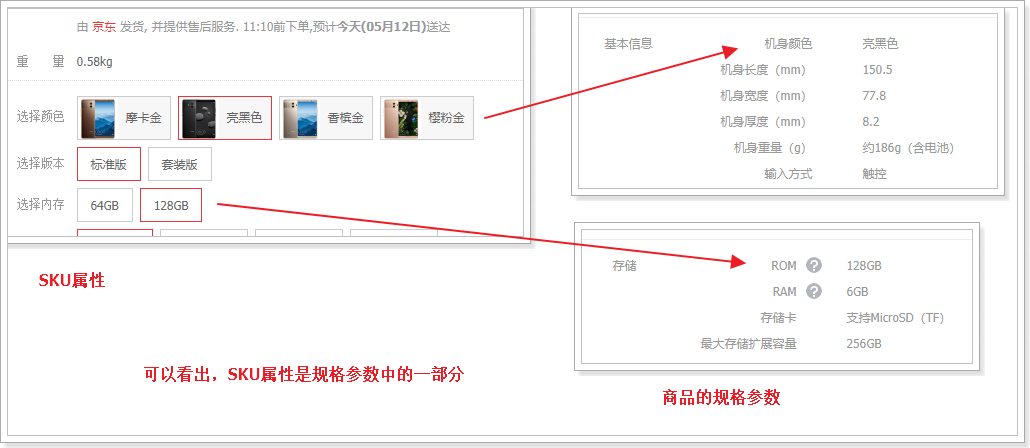 由 京东 发货, 并提供售后服务. 11:10前下单,预计今天(05月12日)送达
重 量 0.58kg
选择颜色 摩卡金 亮黑色 香槟金 樱粉金
选择版本 标准版 套装版
选择内存 64GB 128GB
SKU属性
可以看出，SKU属性是规格参数中的一部分
基本信息 机身颜色 亮黑色
机身长度（mm） 150.5
机身宽度（mm） 77.8
机身厚度（mm） 8.2
机身重量（g） 约186g（含电池）
输入方式 触控
存储 ROM ? 128GB
RAM ? 6GB
存储卡 支持MicroSD（TF）
最大存储扩展容量 256GB
商品的规格参数